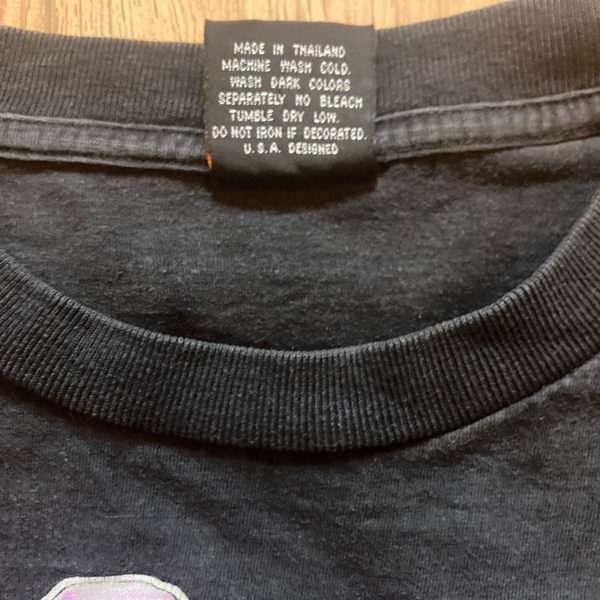 MADE IN THAILAND
MACHINE WASH COLD.
WASH DARK COLORS
SEPARATELY NO BLEACH
TUMBLE DRY LOW.
DO NOT IRON IF DECORATED.
U.S.A. DESIGNED